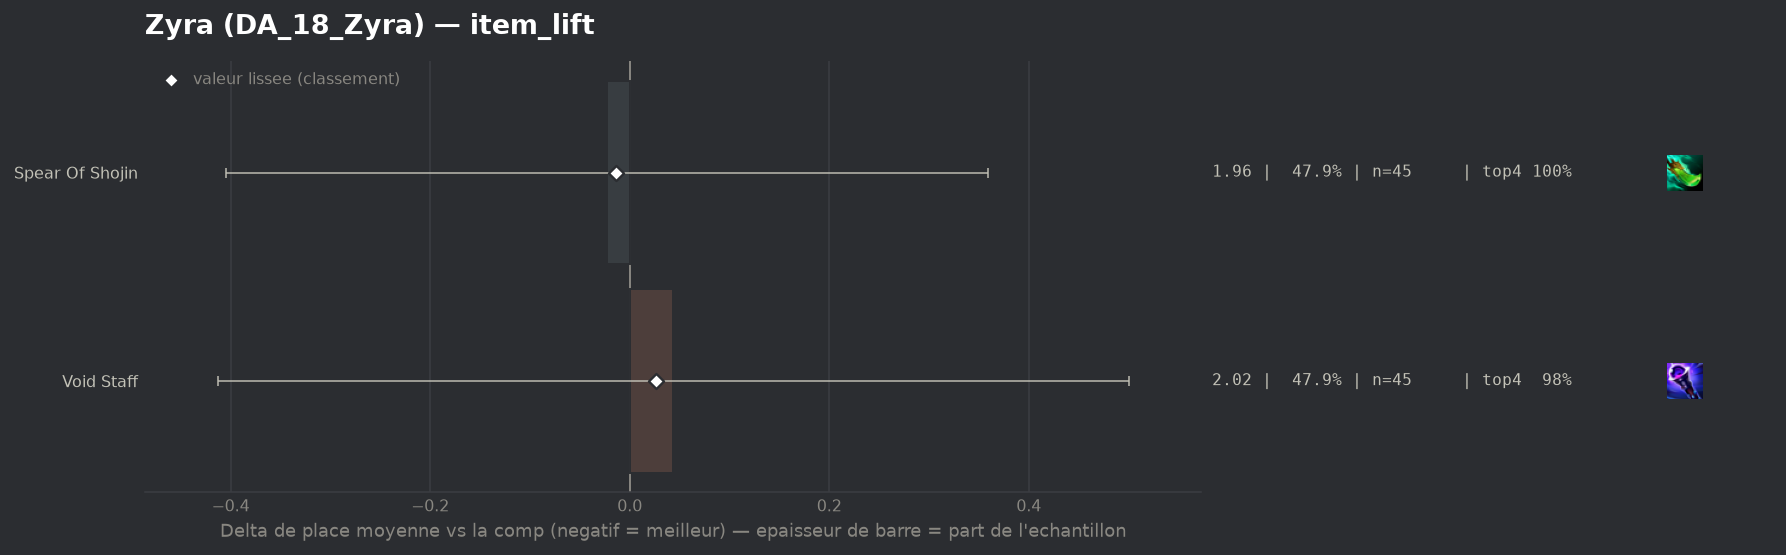 Zyra (DA_18_Zyra) — item_lift
valeur lissee (classement)
Spear Of Shojin
1.96 | 47.9% | n=45 | top4 100%
Void Staff
2.02 | 47.9% | n=45 | top4 98%
−0.4 −0.2 0.0 0.2 0.4
Delta de place moyenne vs la comp (negatif = meilleur) — epaisseur de barre = part de l'echantillon